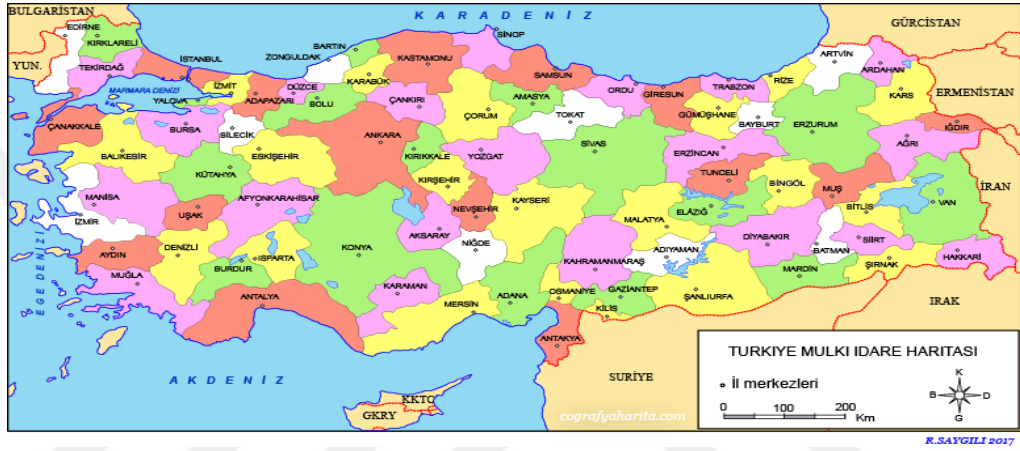 BULGARİSTAN
KARADENİZ
GÜRCİSTAN
EDİRNE
KIRKLARELİ
SİNOP
BARTIN
ZONGULDAK
KASTAMONU
ARTVİN
YUN.
TEKİRDAĞ
İSTANBUL
KARABÜK
SAMSUN
ARDAHAN
RİZE
MARMARA DENİZİ
İZMİT
DÜZCE
ORDU
GİRESUN
TRABZON
KARS
ERMENİSTAN
YALOVA
ADAPAZARI
BOLU
ÇANKIRI
AMASYA
ÇANAKKALE
BURSA
BİLECİK
ÇORUM
TOKAT
GÜMÜŞHANE
BAYBURT
ERZURUM
IĞDIR
ANKARA
BALIKESİR
ESKİŞEHİR
KIRIKKALE
YOZGAT
SİVAS
ERZİNCAN
AĞRI
KÜTAHYA
TUNCELİ
KIRŞEHİR
BİNGÖL
MUŞ
İRAN
MANİSA
UŞAK
AFYONKARAHİSAR
NEVŞEHİR
KAYSERİ
ELAZIĞ
BİTLİS
VAN
İZMİR
MALATYA
AKSARAY
EGE DENİZİ
AYDIN
DENİZLİ
KONYA
NİĞDE
ADIYAMAN
DİYABAKIR
BATMAN
SİİRT
ISPARTA
BURDUR
KAHRAMANMARAŞ
ŞIRNAK
HAKKARİ
MUĞLA
MARDİN
ANTALYA
KARAMAN
MERSİN
ADANA
OSMANİYE
GAZİANTEP
ŞANLIURFA
KİLİS
IRAK
ANTAKYA
AKDENİZ
SURİYE
KKTC
GKRY
cografyaharita.com
TURKIYE MULKI IDARE HARITASI
İl merkezleri
0 100 200
Km
K
B D
G
R.SAYGILI 2017